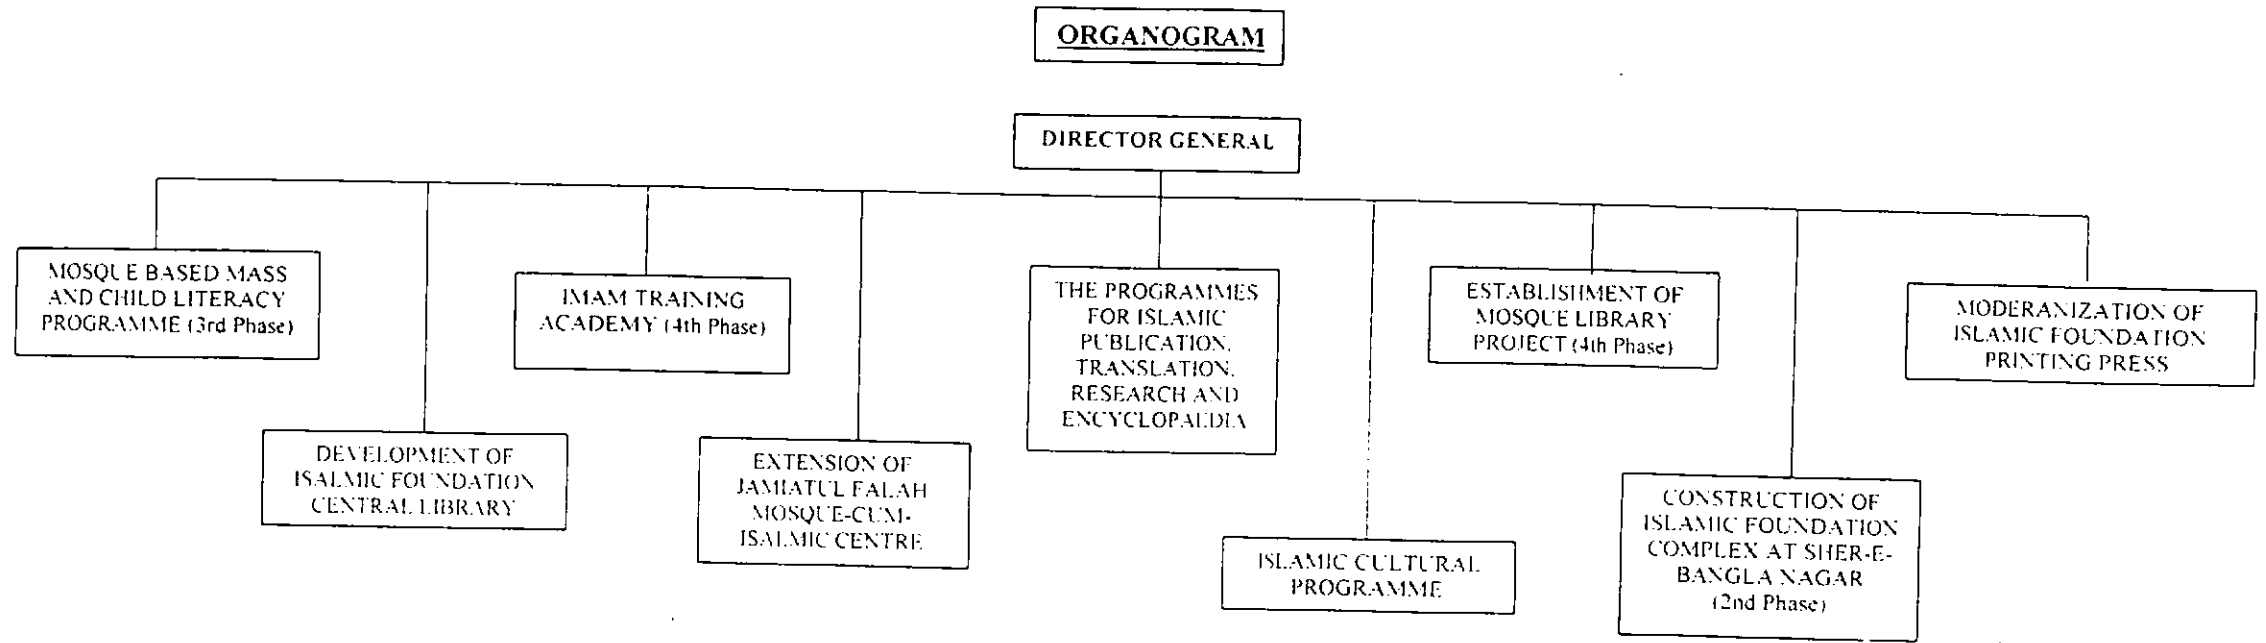 ORGANOGRAM
DIRECTOR GENERAL
MOSQUE BASED MASS
AND CHILD LITERACY
PROGRAMME (3rd Phase)
DEVELOPMENT OF
ISALMIC FOUNDATION
CENTRAL LIBRARY
IMAM TRAINING
ACADEMY (4th Phase)
EXTENSION OF
JAMIATUL FALAH
MOSQUE-CUM-
ISALMIC CENTRE
THE PROGRAMMES
FOR ISLAMIC
PUBLICATION,
TRANSLATION,
RESEARCH AND
ENCYCLOPAEDIA
ISLAMIC CULTURAL
PROGRAMME
ESTABLISHMENT OF
MOSQUE LIBRARY
PROJECT (4th Phase)
CONSTRUCTION OF
ISLAMIC FOUNDATION
COMPLEX AT SHER-E-
BANGLA NAGAR
(2nd Phase)
MODERANIZATION OF
ISLAMIC FOUNDATION
PRINTING PRESS